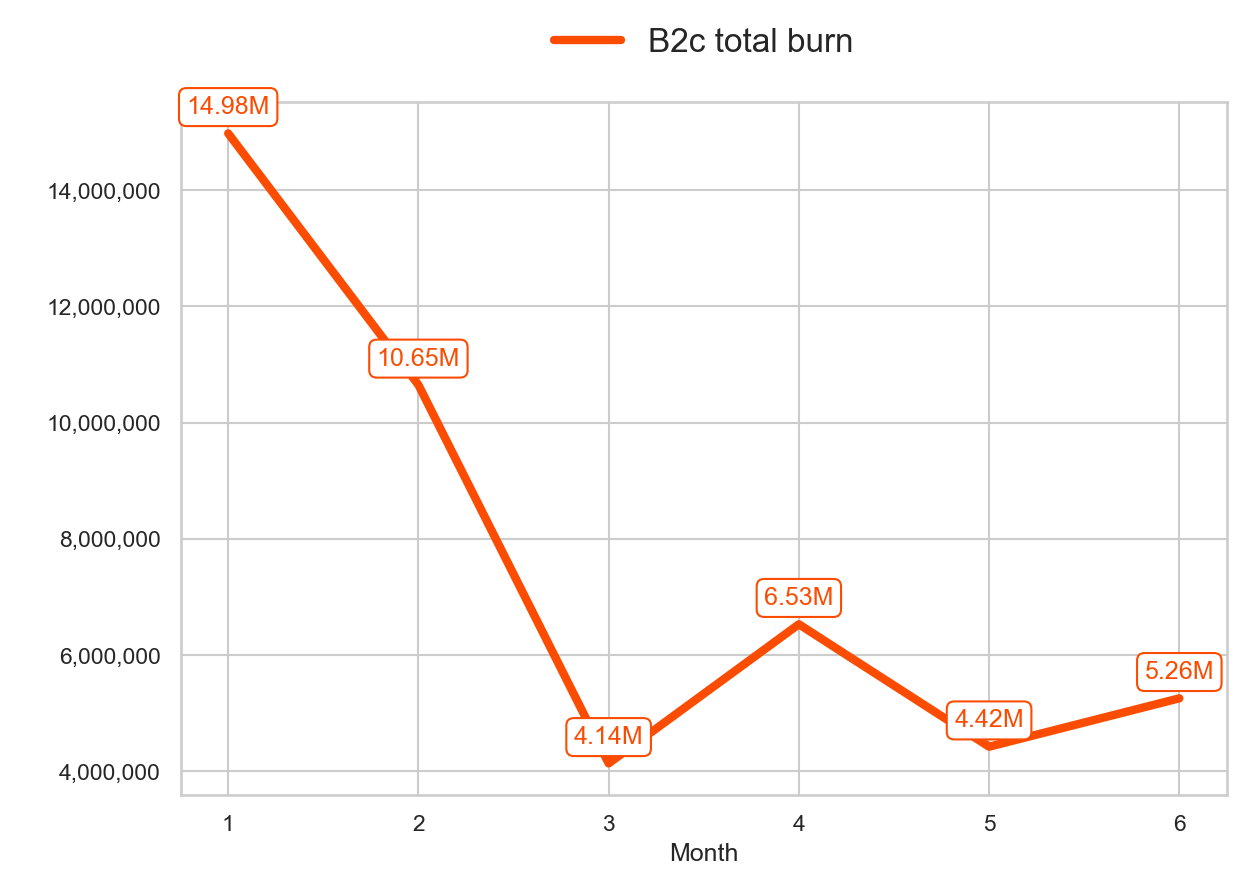 B2c total burn
14.98M
14,000,000
12,000,000
10.65M
10,000,000
8,000,000
6.53M
6,000,000
5.26M
4.42M
4.14M
4,000,000
1 2 3 4 5 6
Month